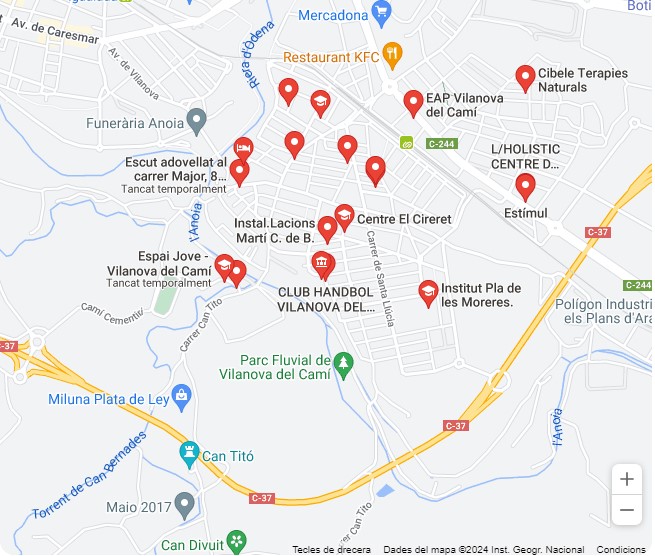 Mercadona
Boti
Av. de Caresmar
Restaurant KFC
Av. de Vilanova
Riera d'Òdena
Cibele Terapies
Naturals
EAP Vilanova
del Camí
Funerària Anoia
C-244
L/HOLISTIC
CENTRE D...
Escut adovellat al
carrer Major, 8...
Tancat temporalment
Estímul
l'Anoia
Instal.Lacions
Martí C. de B.
Centre El Cireret
C-37
Carrer de Santa Llúcia
Espai Jove -
Vilanova del Camí
Tancat temporalment
C-244
CLUB HANDBOL
VILANOVA DEL...
Institut Pla de
les Moreres.
Camí Cementiri
Carrer Can Titó
Polígon Industri
els Plans d'Ara
C-37
Parc Fluvial de
Vilanova del Camí
Miluna Plata de Ley
C-37
l'Anoia
Can Titó
Torrent de Can Bernades
C-37
Maio 2017
Carrer Can Titó
Can Divuit
Tecles de drecera
Dades del mapa ©2024 Inst. Geogr. Nacional
Condicions